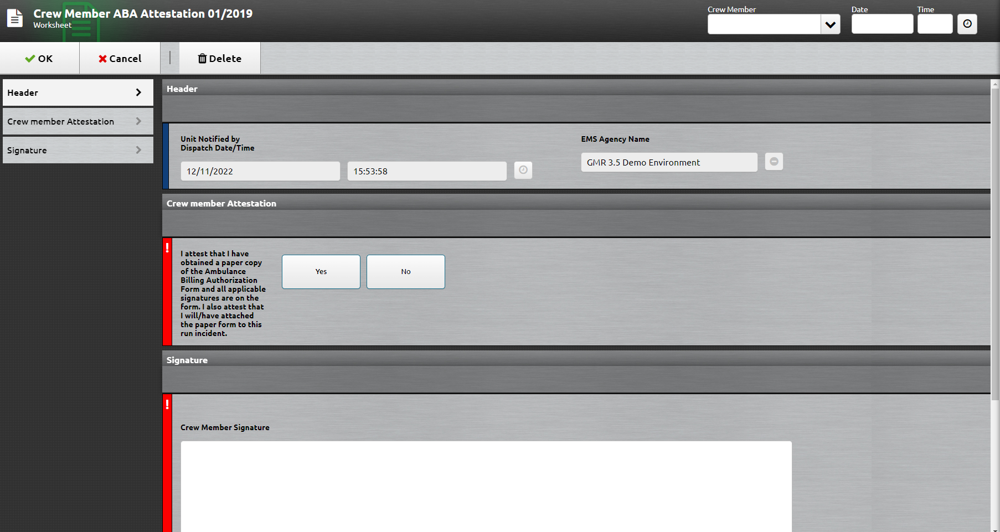 Crew Member ABA Attestation 01/2019
Worksheet
Crew Member
Date
Time
OK
Cancel
Delete
Header
Crew member Attestation
Signature
Header
Unit Notified by
Dispatch Date/Time
12/11/2022
15:53:58
EMS Agency Name
GMR 3.5 Demo Environment
Crew member Attestation
!
I attest that I have
obtained a paper copy
of the Ambulance
Billing Authorization
Form and all applicable
signatures are on the
form. I also attest that
I will/have attached
the paper form to this
run incident.
Yes
No
Signature
!
Crew Member Signature